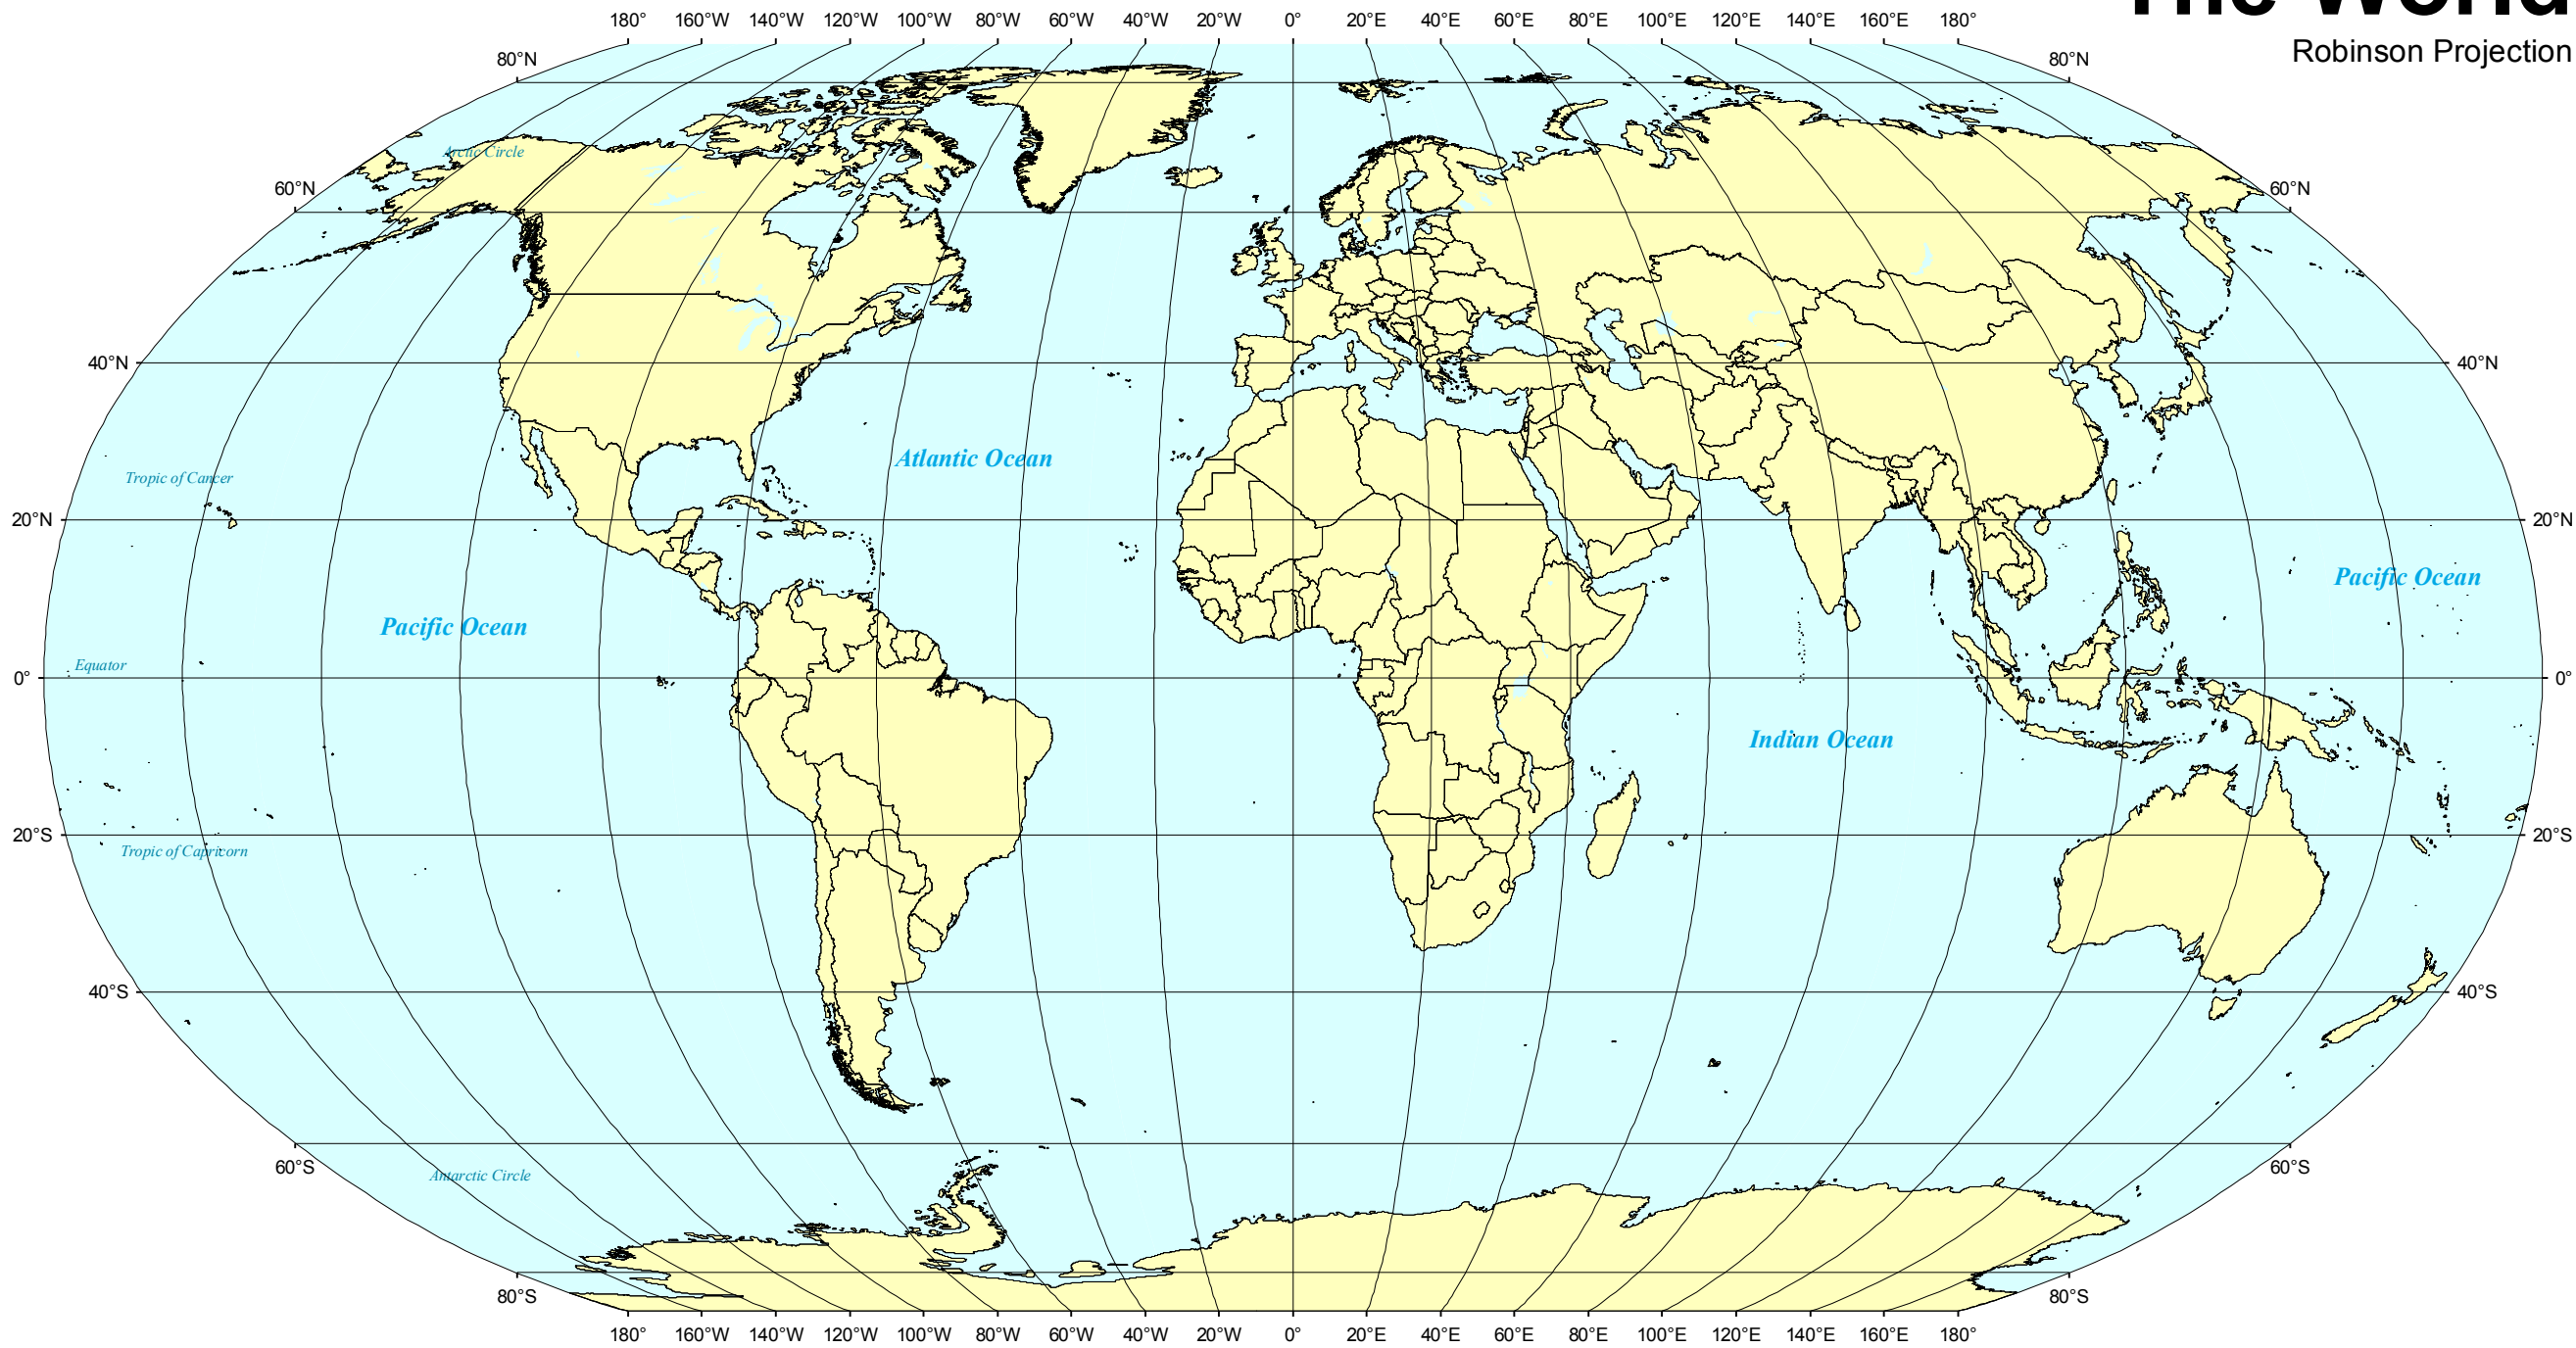 The World
Robinson Projection
180° 160°W 140°W 120°W 100°W 80°W 60°W 40°W 20°W 0° 20°E 40°E 60°E 80°E 100°E 120°E 140°E 160°E 180°
80°N 80°N
Arctic Circle
60°N 60°N
40°N 40°N
Atlantic Ocean
Tropic of Cancer
20°N 20°N
Pacific Ocean
Pacific Ocean
Equator
0° 0°
Indian Ocean
20°S 20°S
Tropic of Capricorn
40°S 40°S
60°S 60°S
Antarctic Circle
80°S 80°S
180° 160°W 140°W 120°W 100°W 80°W 60°W 40°W 20°W 0° 20°E 40°E 60°E 80°E 100°E 120°E 140°E 160°E 180°